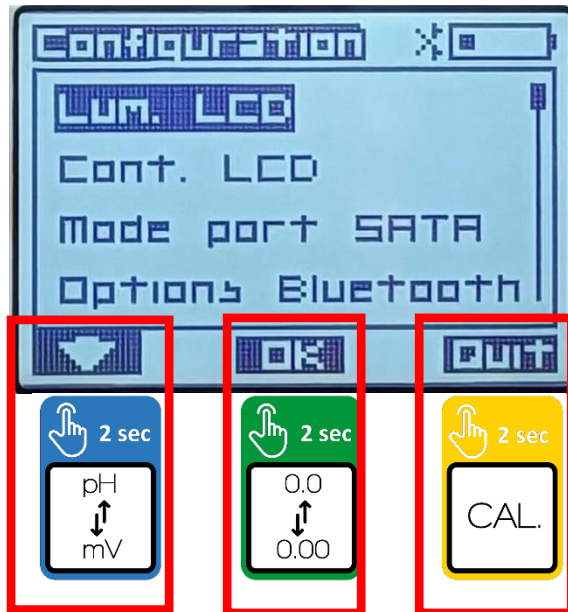 Configuration
Lum. LCD
Cont. LCD
Mode port SATA
Options Bluetooth
OK Quit
2 sec 2 sec 2 sec
pH 0.0 CAL.
mV 0.00